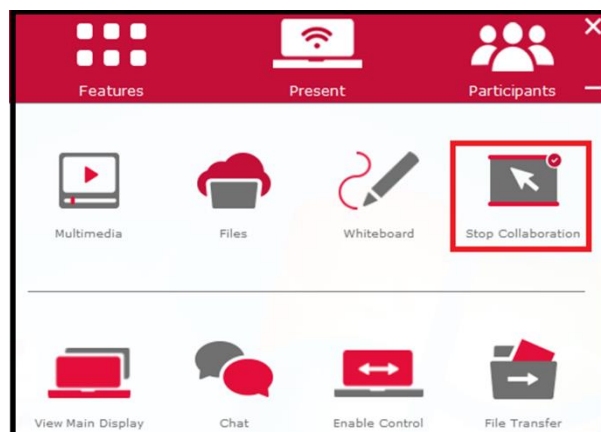 Features
Present
Participants
Multimedia
Files
Whiteboard
Stop Collaboration
View Main Display
Chat
Enable Control
File Transfer